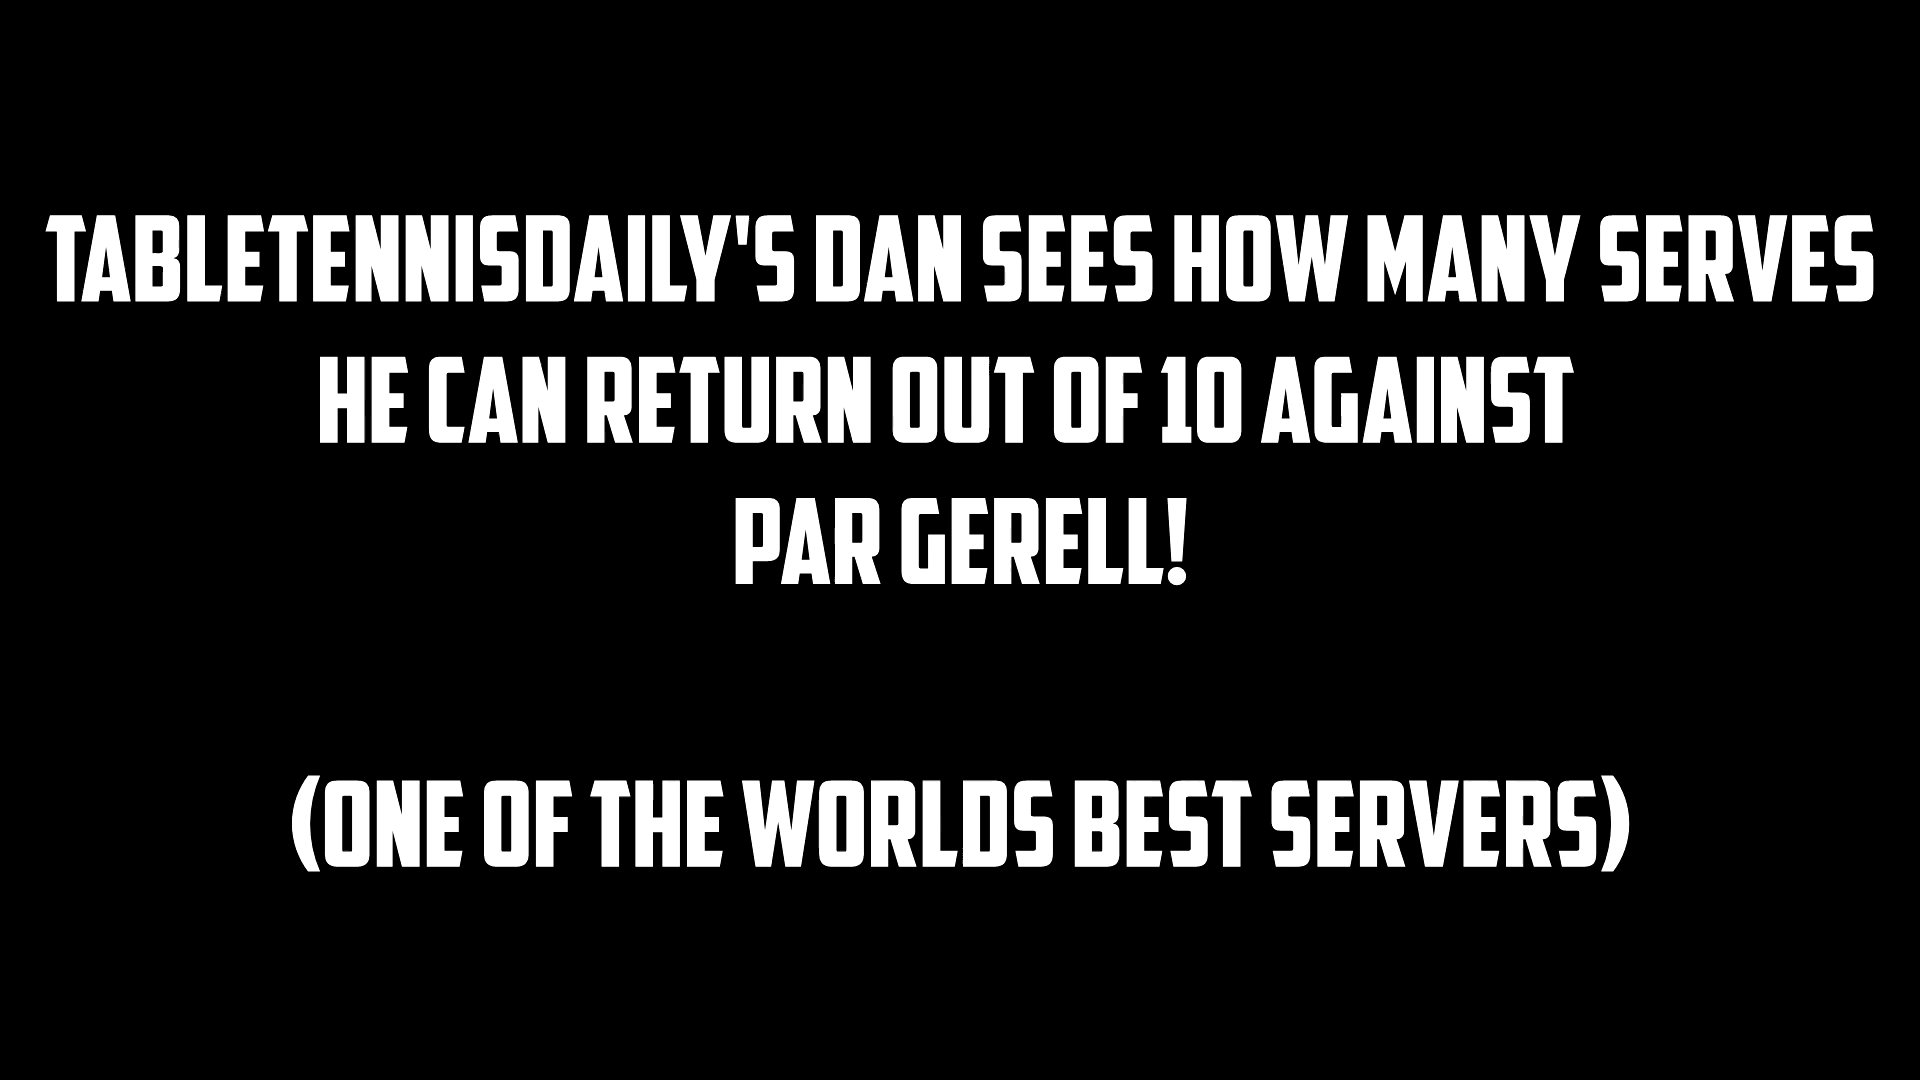 TABLETENNISDAILY'S DAN SEES HOW MANY SERVES
HE CAN RETURN OUT OF 10 AGAINST
PAR GERELL!
(ONE OF THE WORLDS BEST SERVERS)